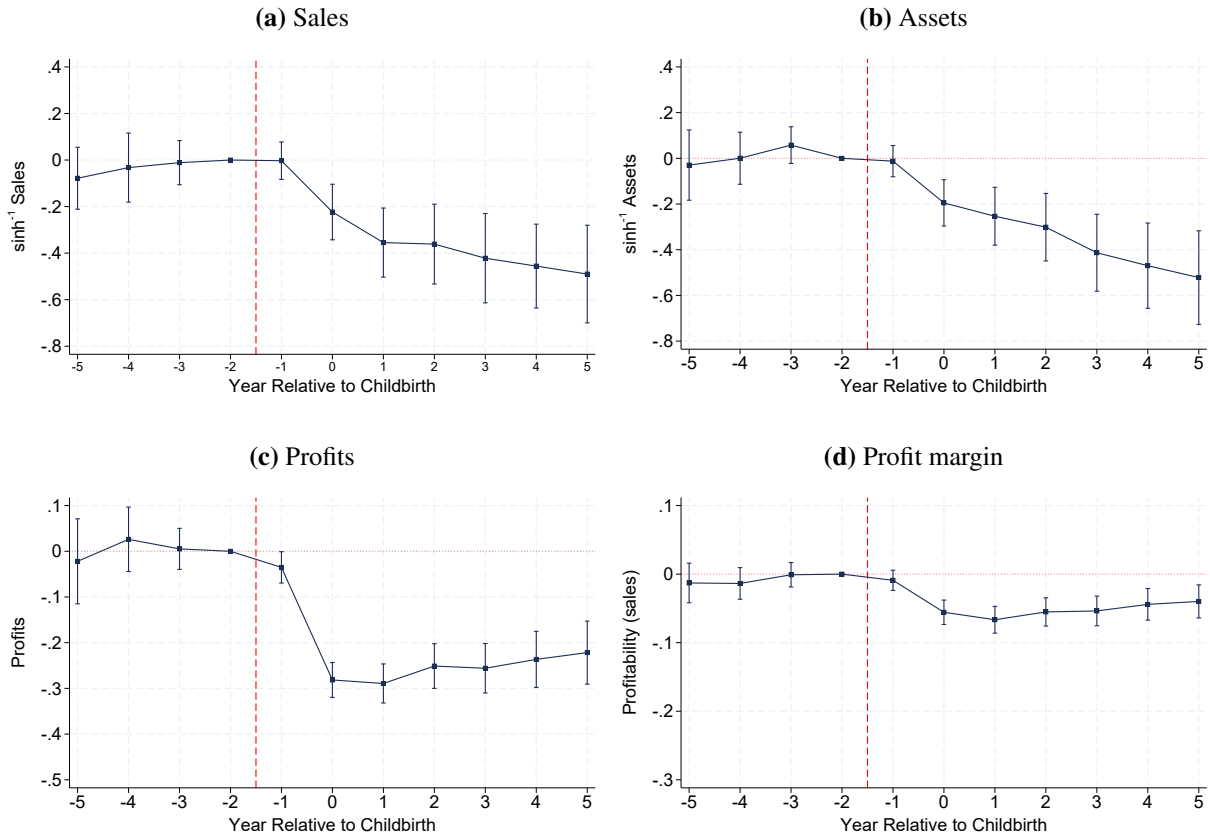 (a) Sales
.4
.2
0
-.2
-.4
-.6
-.8
sinh⁻¹ Sales
-5 -4 -3 -2 -1 0 1 2 3 4 5
Year Relative to Childbirth
(b) Assets
.4
.2
0
-.2
-.4
-.6
-.8
sinh⁻¹ Assets
-5 -4 -3 -2 -1 0 1 2 3 4 5
Year Relative to Childbirth
(c) Profits
.1
0
-.1
-.2
-.3
-.4
-.5
Profits
-5 -4 -3 -2 -1 0 1 2 3 4 5
Year Relative to Childbirth
(d) Profit margin
.1
0
-.1
-.2
-.3
Profitability (sales)
-5 -4 -3 -2 -1 0 1 2 3 4 5
Year Relative to Childbirth